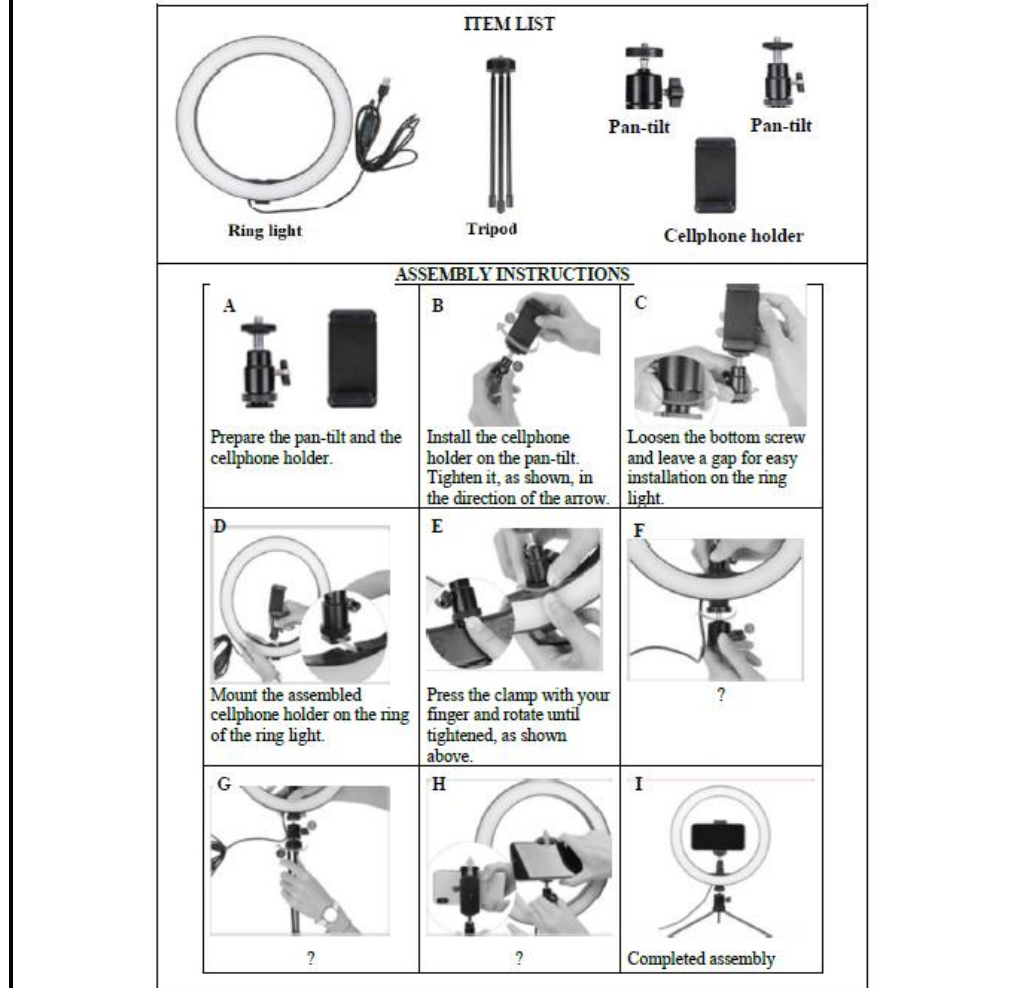 ITEM LIST
Pan-tilt
Pan-tilt
Ring light
Tripod
Cellphone holder
ASSEMBLY INSTRUCTIONS
A
Prepare the pan-tilt and the
cellphone holder.
B
Install the cellphone
holder on the pan-tilt.
Tighten it, as shown, in
the direction of the arrow.
C
Loosen the bottom screw
and leave a gap for easy
installation on the ring
light.
D
Mount the assembled
cellphone holder on the ring
of the ring light.
E
Press the clamp with your
finger and rotate until
tightened, as shown
above.
F
?
G
?
H
?
I
Completed assembly